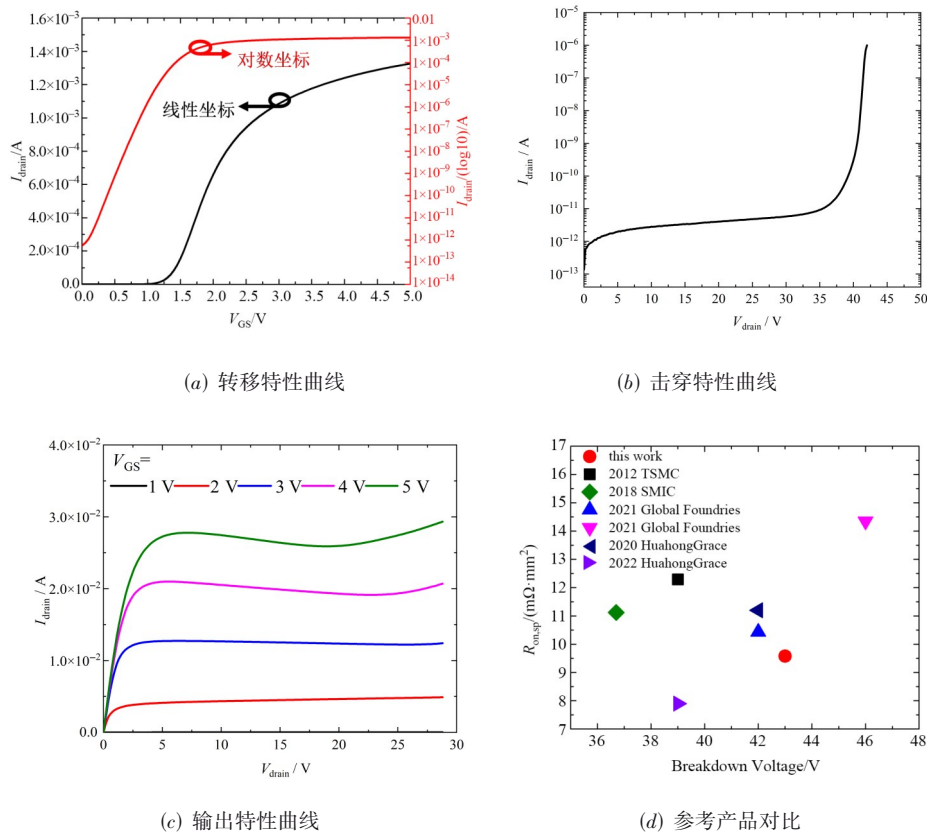 1.6×10⁻³
1.4×10⁻³
1.2×10⁻³
1.0×10⁻³
8.0×10⁻⁴
6.0×10⁻⁴
4.0×10⁻⁴
2.0×10⁻⁴
0.0
I_drain/A
0.0 0.5 1.0 1.5 2.0 2.5 3.0 3.5 4.0 4.5 5.0
V_GS/V
对数坐标
线性坐标
0.01
1×10⁻³
1×10⁻⁴
1×10⁻⁵
1×10⁻⁶
1×10⁻⁶
1×10⁻⁸
1×10⁻⁹
1×10⁻¹⁰
1×10⁻¹¹
1×10⁻¹²
1×10⁻¹³
1×10⁻¹⁴
I_drain/(log10)/A
(a) 转移特性曲线
10⁻⁵
10⁻⁶
10⁻⁷
10⁻⁸
10⁻⁹
10⁻¹⁰
10⁻¹¹
10⁻¹²
10⁻¹³
I_drain / A
0 5 10 15 20 25 30 35 40 45 50
V_drain / V
(b) 击穿特性曲线
4.0×10⁻²
3.0×10⁻²
2.0×10⁻²
1.0×10⁻²
0.0
I_drain / A
V_GS=
1 V 2 V 3 V 4 V 5 V
0 5 10 15 20 25 30
V_drain / V
(c) 输出特性曲线
17
16
15
14
13
12
11
10
9
8
7
R_on,sp/(mΩ·mm²)
this work
2012 TSMC
2018 SMIC
2021 Global Foundries
2021 Global Foundries
2020 HuahongGrace
2022 HuahongGrace
36 38 40 42 44 46 48
Breakdown Voltage/V
(d) 参考产品对比